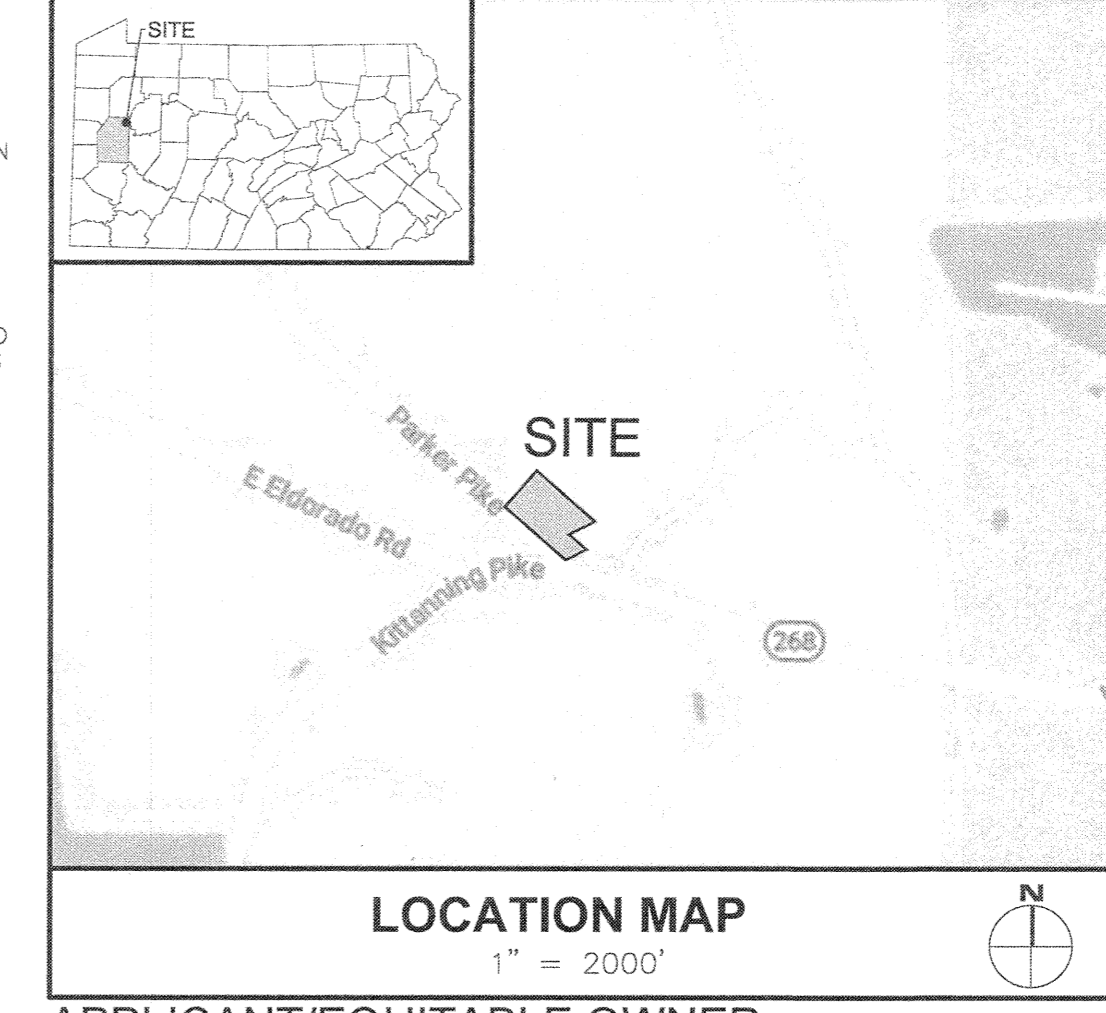 SITE
SITE
Parker Pike
E Eldorado Rd
Kittanning Pike
268
LOCATION MAP
N
1" = 2000'
APPLICANT/EQUITABLE OWNER